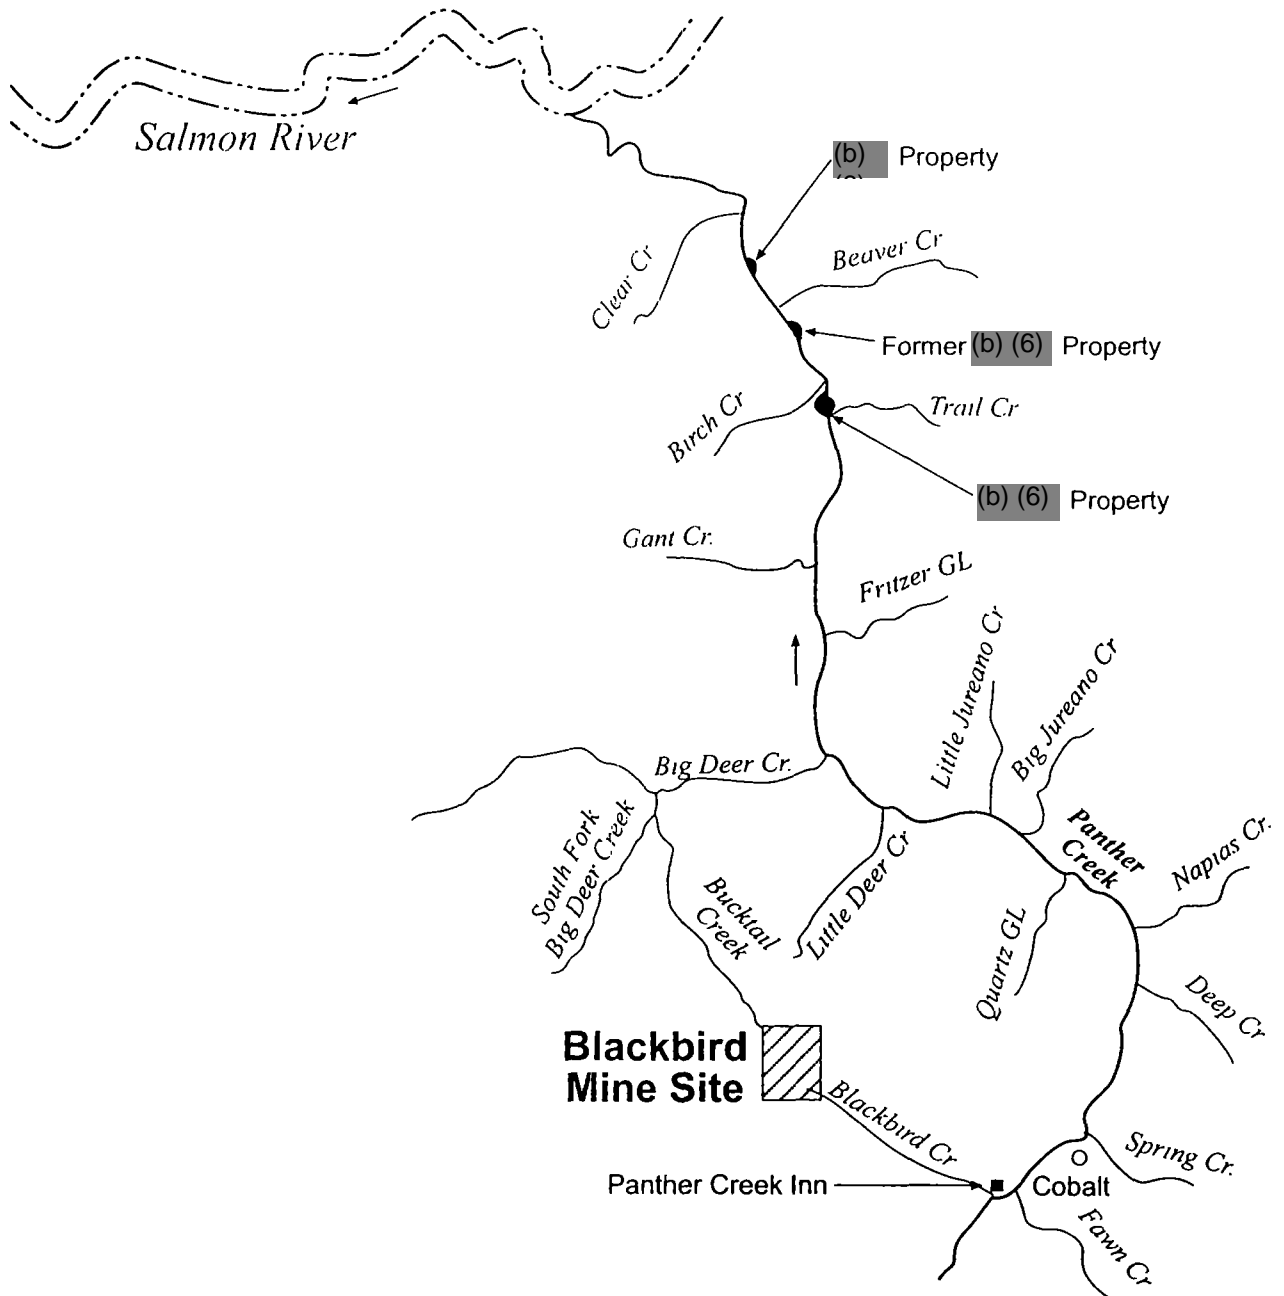 Salmon River
(b) Property
Clear Cr
Beaver Cr
Former (b) (6) Property
Birch Cr
Trail Cr
(b) (6) Property
Gant Cr.
Fritzer GL
Little Jureano Cr
Big Jureano Cr
Big Deer Cr.
South Fork
Big Deer Creek
Bucktail
Creek
Little Deer Cr
Panther
Creek
Napias Cr.
Quartz GL
Deep Cr
Blackbird
Mine Site
Blackbird Cr
Spring Cr.
Panther Creek Inn
Cobalt
Fawn Cr